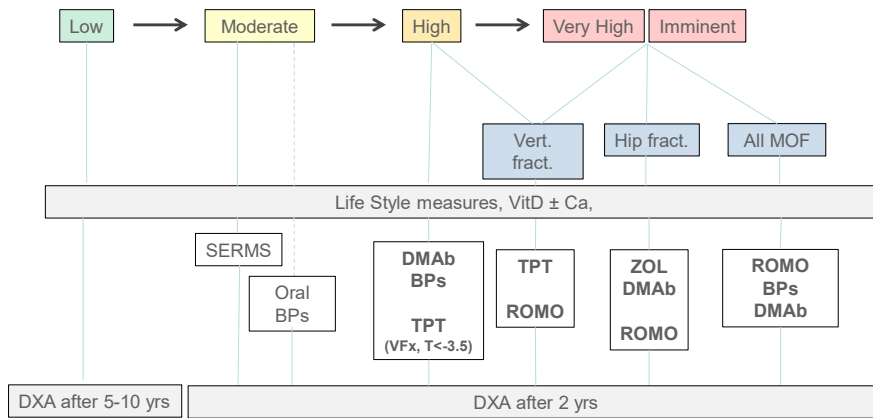 Low
Moderate
High
Very High
Imminent
Vert.
fract.
Hip fract.
All MOF
Life Style measures, VitD ± Ca,
SERMS
Oral
BPs
DMAb
BPs
TPT
(VFx, T<-3.5)
TPT
ROMO
ZOL
DMAb
ROMO
ROMO
BPs
DMAb
DXA after 5-10 yrs
DXA after 2 yrs